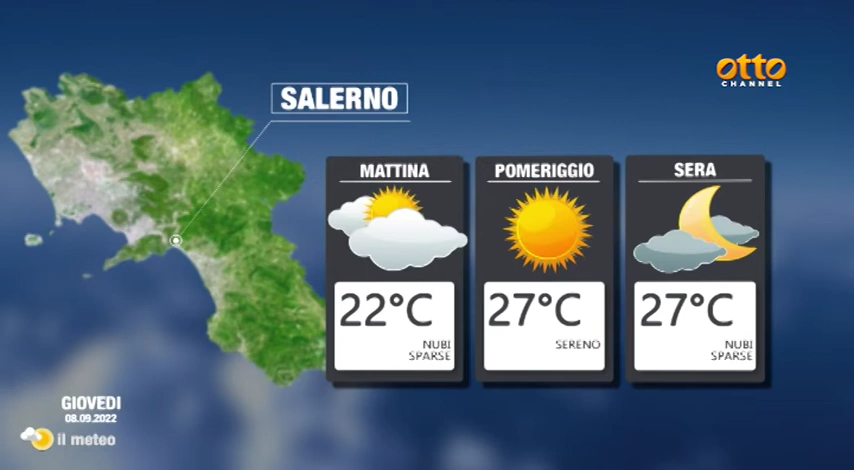 otto
CHANNEL
SALERNO
MATTINA
22°C
NUBI
SPARSE
POMERIGGIO
27°C
SERENO
SERA
27°C
NUBI
SPARSE
GIOVEDI
08.09.2022
il meteo